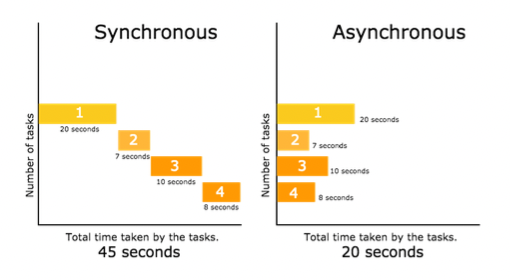 Synchronous
Number of tasks
1
20 seconds
2
7 seconds
3
10 seconds
4
8 seconds
Total time taken by the tasks.
45 seconds
Asynchronous
Number of tasks
1
20 seconds
2
7 seconds
3
10 seconds
4
8 seconds
Total time taken by the tasks.
20 seconds